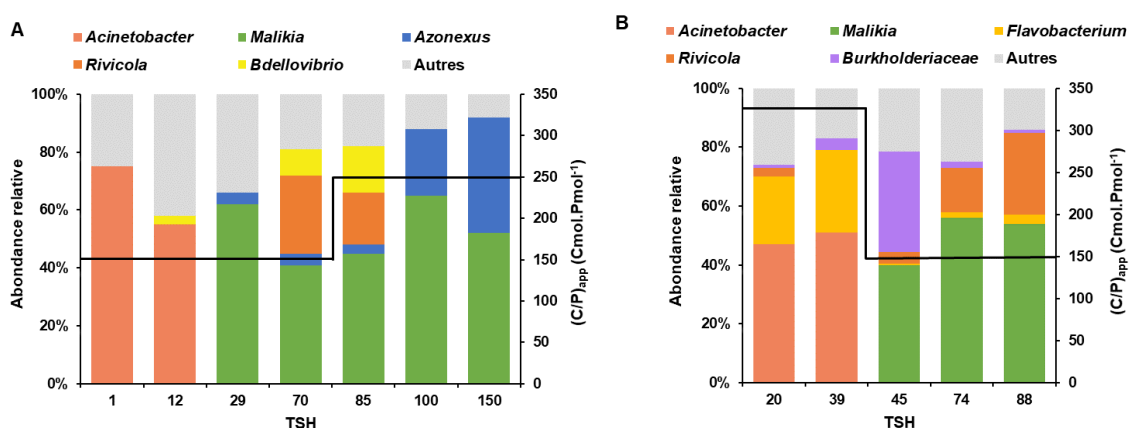 A
Acinetobacter Malikia Azonexus
Rivicola Bdellovibrio Autres
100% 350
300
80%
250
60%
200
150
40%
100
20%
50
0% 0
1 12 29 70 85 100 150
TSH
Abondance relative
(C/P)app (Cmol.Pmol-1)
B
Acinetobacter Malikia Flavobacterium
Rivicola Burkholderiaceae Autres
100% 350
300
80%
250
60%
200
150
40%
100
20%
50
0% 0
20 39 45 74 88
TSH
Abondance relative
(C/P)app (Cmol.Pmol-1)